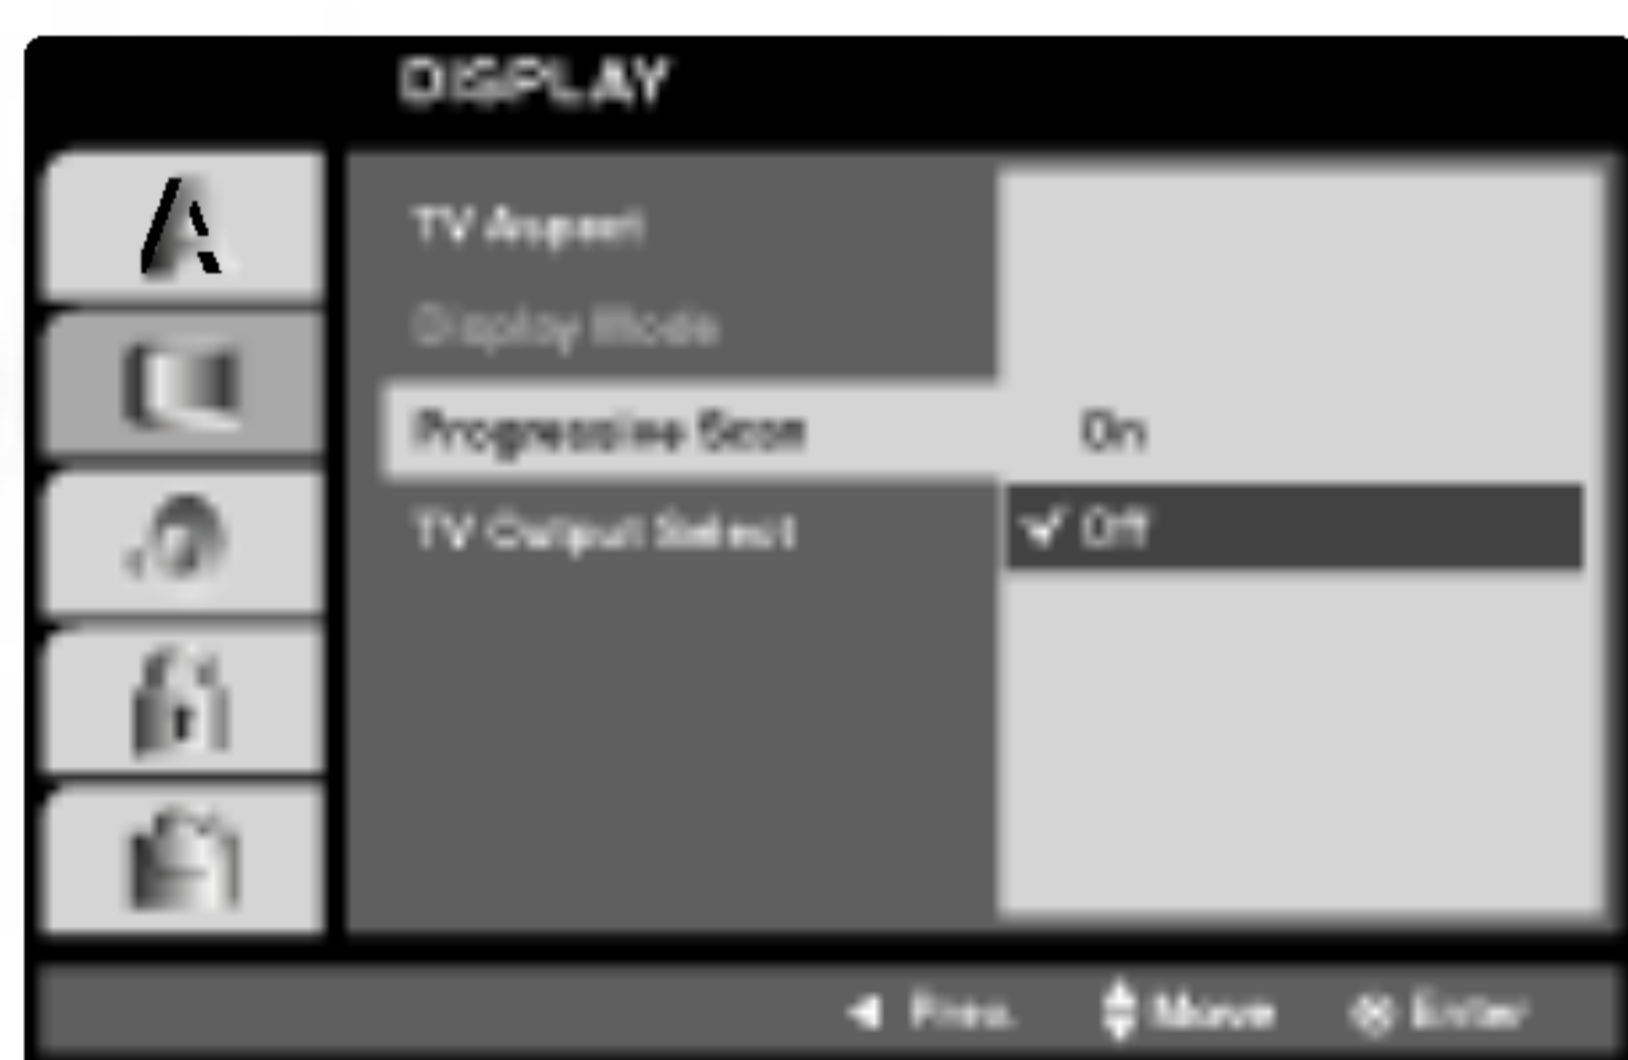 DISPLAY
TV Aspect
Display Mode
Progressive Scan
On
TV Output Select
Off
Prev.
Move
Enter